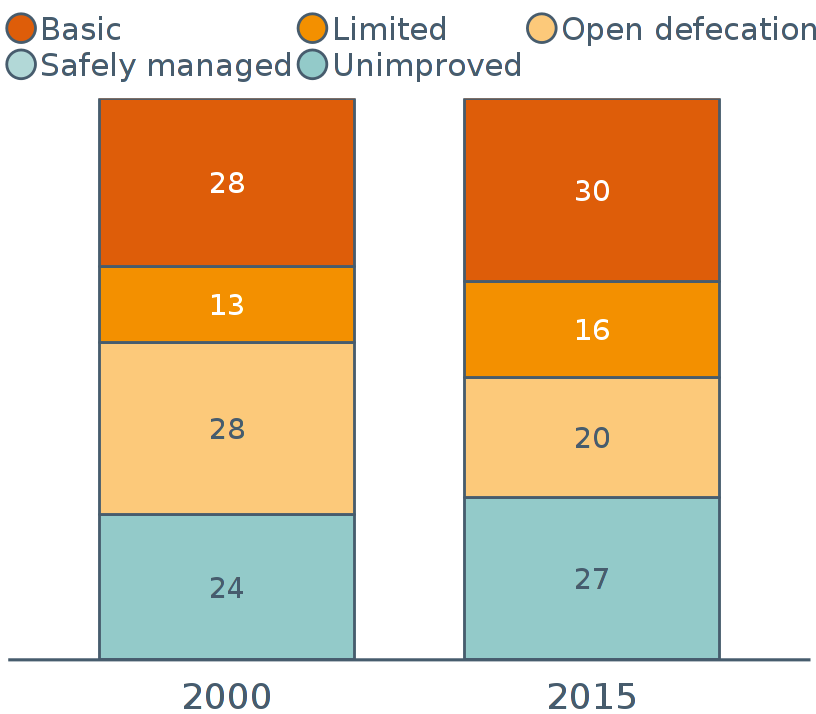 Basic Limited Open defecation
Safely managed Unimproved
28 30
13 16
28 20
24 27
2000 2015